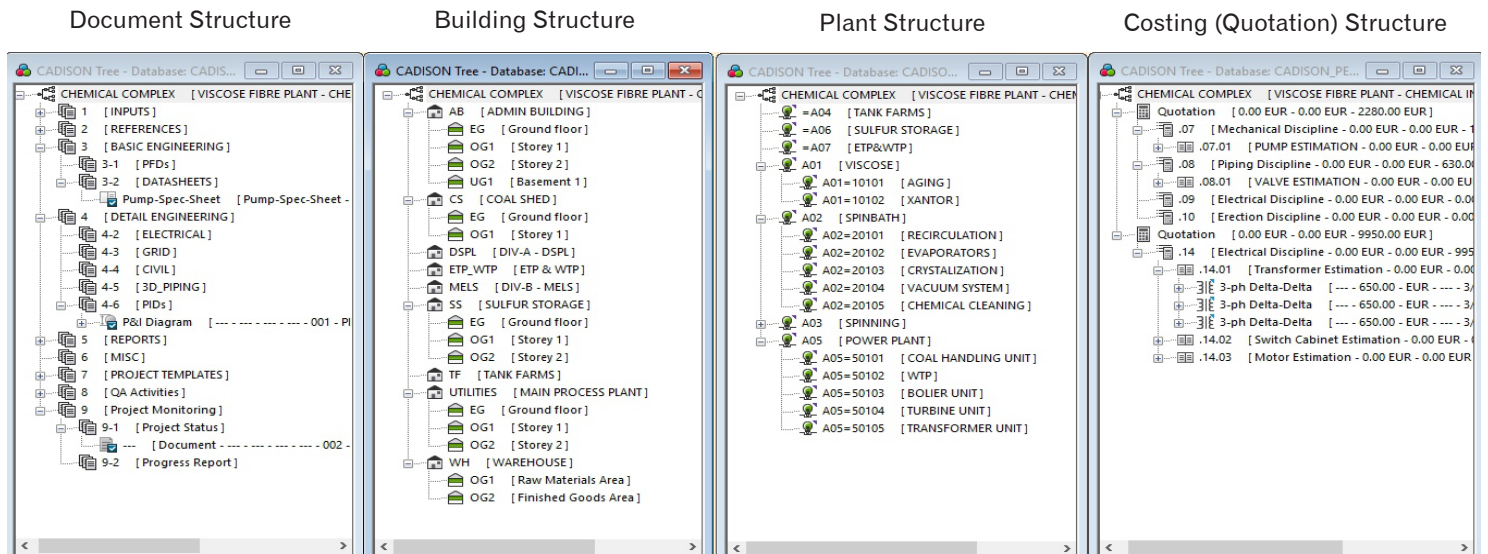 Document Structure
CADISON Tree - Database: CADIS...
CHEMICAL COMPLEX [VISCOSE FIBRE PLANT - CHE
1 [INPUTS]
2 [REFERENCES]
3 [BASIC ENGINEERING]
3-1 [PFDs]
3-2 [DATASHEETS]
Pump-Spec-Sheet [Pump-Spec-Sheet -
4 [DETAIL ENGINEERING]
4-2 [ELECTRICAL]
4-3 [GRID]
4-4 [CIVIL]
4-5 [3D_PIPING]
4-6 [PIDs]
P&I Diagram [--- - --- - --- - --- - 001 - PI
5 [REPORTS]
6 [MISC]
7 [PROJECT TEMPLATES]
8 [QA Activities]
9 [Project Monitoring]
9-1 [Project Status]
--- [Document - --- - --- - --- - --- - 002 -
9-2 [Progress Report]
Building Structure
CADISON Tree - Database: CADI...
CHEMICAL COMPLEX [VISCOSE FIBRE PLANT - C
AB [ADMIN BUILDING]
EG [Ground floor]
OG1 [Storey 1]
OG2 [Storey 2]
UG1 [Basement 1]
CS [COAL SHED]
EG [Ground floor]
OG1 [Storey 1]
DSPL [DIV-A - DSPL]
ETP_WTP [ETP & WTP]
MELS [DIV-B - MELS]
SS [SULFUR STORAGE]
EG [Ground floor]
OG1 [Storey 1]
OG2 [Storey 2]
TF [TANK FARMS]
UTILITIES [MAIN PROCESS PLANT]
EG [Ground floor]
OG1 [Storey 1]
OG2 [Storey 2]
WH [WAREHOUSE]
OG1 [Raw Materials Area]
OG2 [Finished Goods Area]
Plant Structure
CADISON Tree - Database: CADISO...
CHEMICAL COMPLEX [VISCOSE FIBRE PLANT - CHEM
=A04 [TANK FARMS]
=A06 [SULFUR STORAGE]
=A07 [ETP&WTP]
A01 [VISCOSE]
A01=10101 [AGING]
A01=10102 [XANTOR]
A02 [SPINBATH]
A02=20101 [RECIRCULATION]
A02=20102 [EVAPORATORS]
A02=20103 [CRYSTALIZATION]
A02=20104 [VACUUM SYSTEM]
A02=20105 [CHEMICAL CLEANING]
A03 [SPINNING]
A05 [POWER PLANT]
A05=50101 [COAL HANDLING UNIT]
A05=50102 [WTP]
A05=50103 [BOLIER UNIT]
A05=50104 [TURBINE UNIT]
A05=50105 [TRANSFORMER UNIT]
Costing (Quotation) Structure
CADISON Tree - Database: CADISON_PE...
CHEMICAL COMPLEX [VISCOSE FIBRE PLANT - CHEMICAL IN
Quotation [0.00 EUR - 0.00 EUR - 2280.00 EUR]
.07 [Mechanical Discipline - 0.00 EUR - 0.00 EUR - 1
.07.01 [PUMP ESTIMATION - 0.00 EUR - 0.00 EUR
.08 [Piping Discipline - 0.00 EUR - 0.00 EUR - 630.00
.08.01 [VALVE ESTIMATION - 0.00 EUR - 0.00 EU
.09 [Electrical Discipline - 0.00 EUR - 0.00 EUR - 0.00
.10 [Erection Discipline - 0.00 EUR - 0.00 EUR - 0.00
Quotation [0.00 EUR - 0.00 EUR - 9950.00 EUR]
.14 [Electrical Discipline - 0.00 EUR - 0.00 EUR - 995
.14.01 [Transformer Estimation - 0.00 EUR - 0.00
3-ph Delta-Delta [--- - 650.00 - EUR - --- - 3/
3-ph Delta-Delta [--- - 650.00 - EUR - --- - 3/
3-ph Delta-Delta [--- - 650.00 - EUR - --- - 3/
.14.02 [Switch Cabinet Estimation - 0.00 EUR - (
.14.03 [Motor Estimation - 0.00 EUR - 0.00 EUR